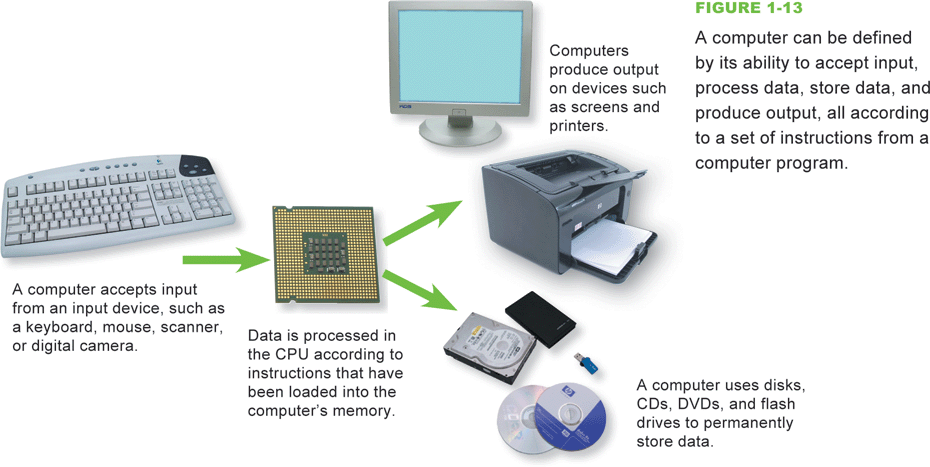 FIGURE 1-13
A computer can be defined
by its ability to accept input,
process data, store data, and
produce output, all according
to a set of instructions from a
computer program.
Computers
produce output
on devices such
as screens and
printers.
A computer accepts input
from an input device, such as
a keyboard, mouse, scanner,
or digital camera.
Data is processed in
the CPU according to
instructions that have
been loaded into the
computer's memory.
A computer uses disks,
CDs, DVDs, and flash
drives to permanently
store data.
hp